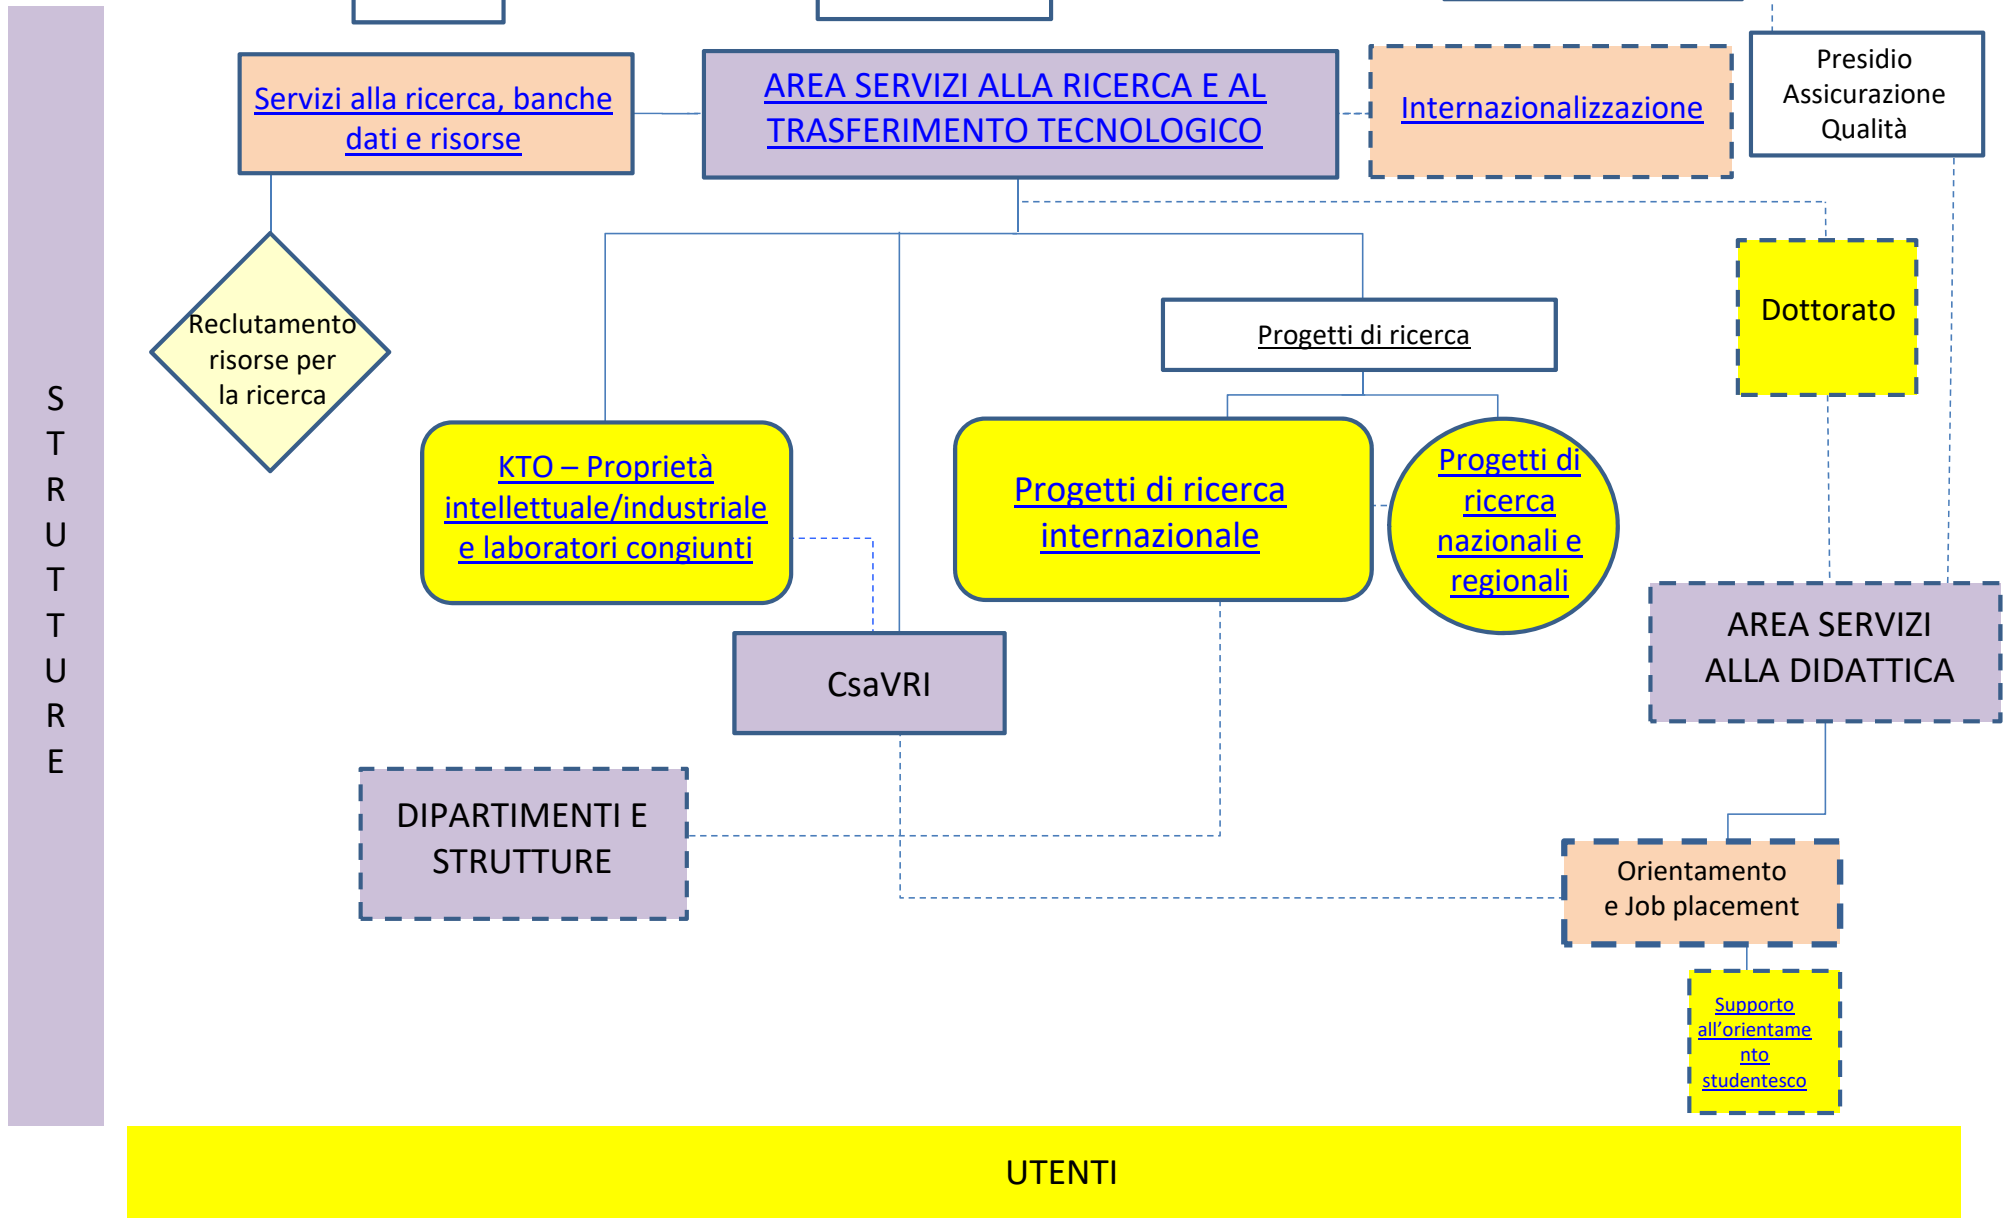 S
T
R
U
T
T
U
R
E
Servizi alla ricerca, banche
dati e risorse
AREA SERVIZI ALLA RICERCA E AL
TRASFERIMENTO TECNOLOGICO
Internazionalizzazione
Presidio
Assicurazione
Qualità
Reclutamento
risorse per
la ricerca
Progetti di ricerca
Dottorato
KTO – Proprietà
intellettuale/industriale
e laboratori congiunti
Progetti di ricerca
internazionale
Progetti di
ricerca
nazionali e
regionali
CsaVRI
AREA SERVIZI
ALLA DIDATTICA
DIPARTIMENTI E
STRUTTURE
Orientamento
e Job placement
Supporto
all’orientame
nto
studentesco
UTENTI